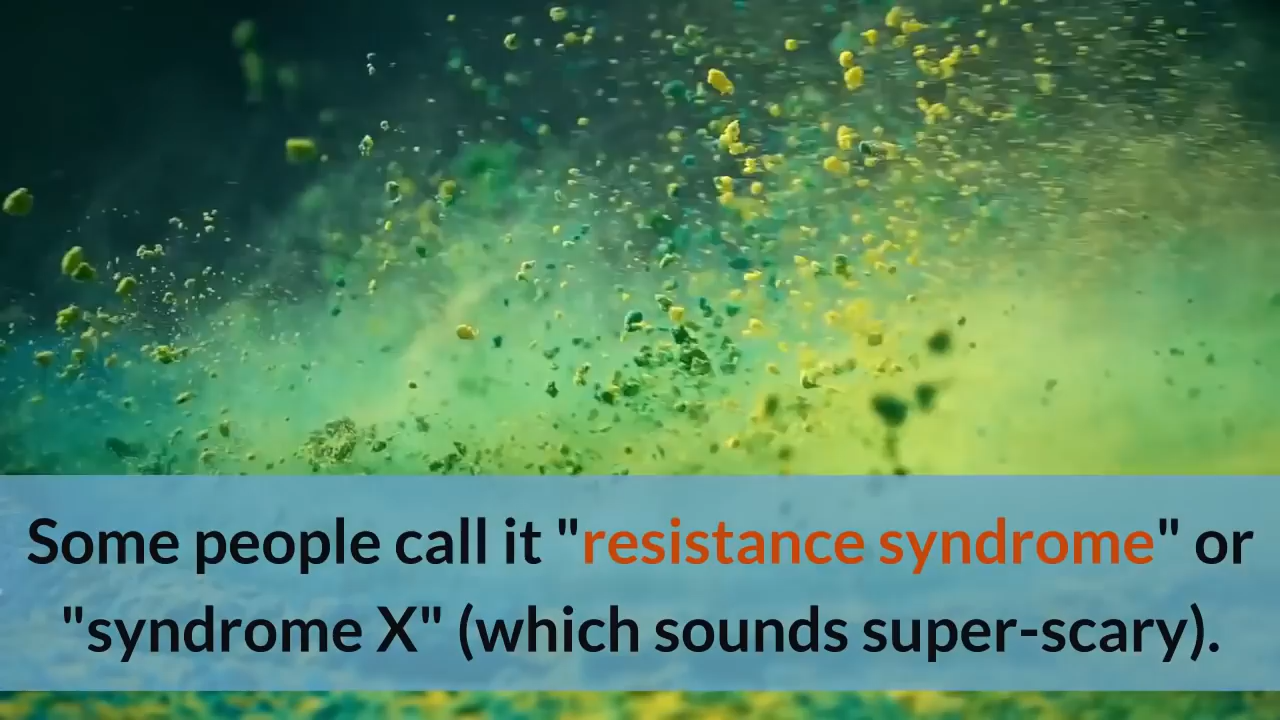 Some people call it "resistance syndrome" or
"syndrome X" (which sounds super-scary).